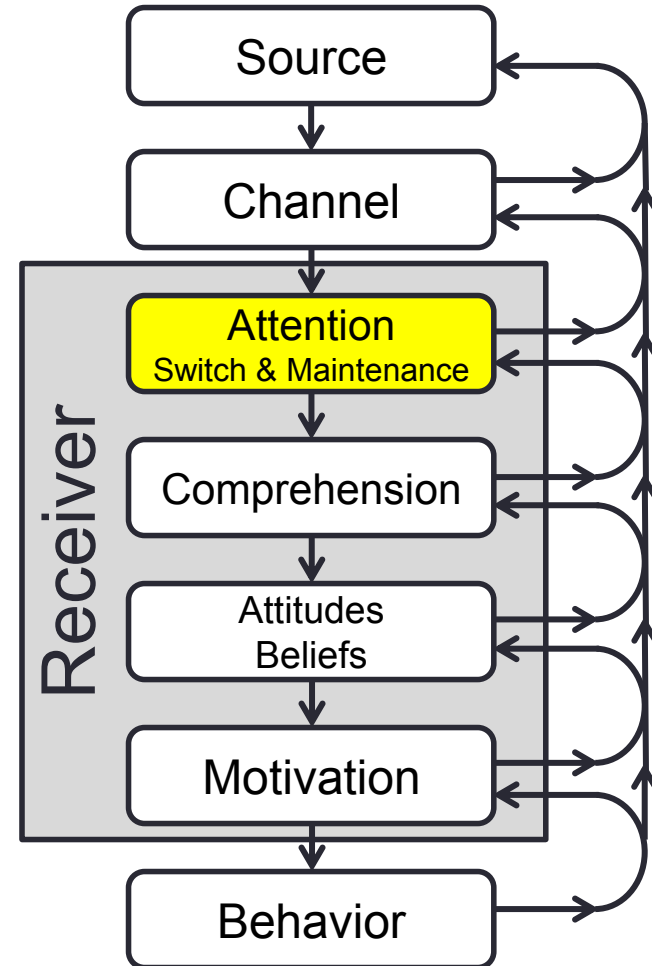 Source
Channel
Receiver
Attention
Switch & Maintenance
Comprehension
Attitudes
Beliefs
Motivation
Behavior